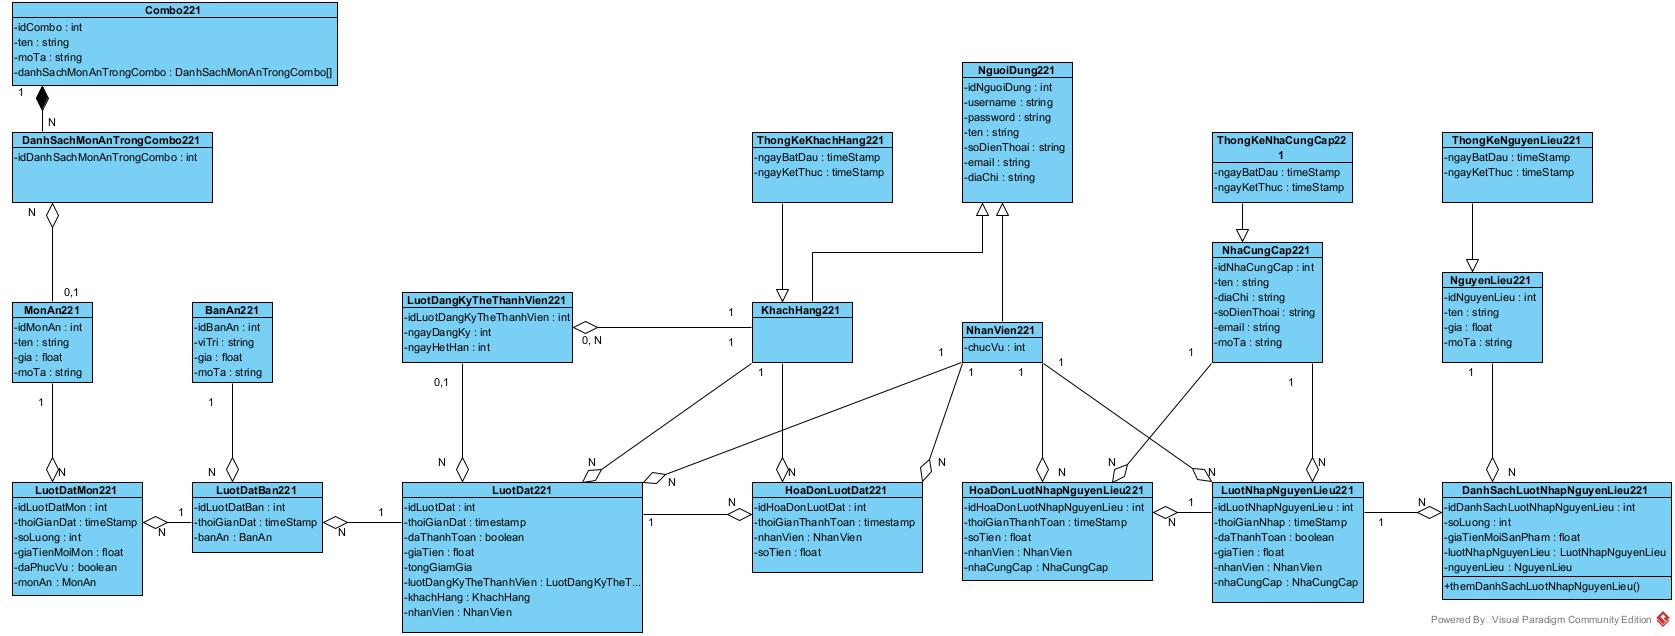 Combo221
-idCombo : int
-ten : string
-moTa : string
-danhSachMonAnTrongCombo : DanhSachMonAnTrongCombo[]
1
N
DanhSachMonAnTrongCombo221
-idDanhSachMonAnTrongCombo : int
N
0,1
MonAn221
-idMonAn : int
-ten : string
-gia : float
-moTa : string
1
N
BanAn221
-idBanAn : int
-viTri : string
-gia : float
-moTa : string
1
N
LuotDangKyTheThanhVien221
-idLuotDangKyTheThanhVien : int
-ngayDangKy : int
-ngayHetHan : int
0, N
0,1
N
ThongKeKhachHang221
-ngayBatDau : timeStamp
-ngayKetThuc : timeStamp
KhachHang221
1
1
1
NguoiDung221
-idNguoiDung : int
-username : string
-password : string
-ten : string
-soDienThoai : string
-email : string
-diaChi : string
NhanVien221
-chucVu : int
1
1
1
1
ThongKeNhaCungCap22
1
-ngayBatDau : timeStamp
-ngayKetThuc : timeStamp
NhaCungCap221
-idNhaCungCap : int
-ten : string
-diaChi : string
-soDienThoai : string
-email : string
-moTa : string
1
1
ThongKeNguyenLieu221
-ngayBatDau : timeStamp
-ngayKetThuc : timeStamp
NguyenLieu221
-idNguyenLieu : int
-ten : string
-gia : float
-moTa : string
1
LuotDatMon221
-idLuotDatMon : int
-thoiGianDat : timeStamp
-soLuong : int
-giaTienMoiMon : float
-daPhucVu : boolean
-monAn : MonAn
N
1
LuotDatBan221
-idLuotDatBan : int
-thoiGianDat : timeStamp
-banAn : BanAn
N
1
N
N
LuotDat221
-idLuotDat : int
-thoiGianDat : timestamp
-daThanhToan : boolean
-giaTien : float
-tongGiamGia
-luotDangKyTheThanhVien : LuotDangKyTheT...
-khachHang : KhachHang
-nhanVien : NhanVien
1
N
N
N
HoaDonLuotDat221
-idHoaDonLuotDat : int
-thoiGianThanhToan : timestamp
-nhanVien : NhanVien
-soTien : float
N
N
HoaDonLuotNhapNguyenLieu221
-idHoaDonLuotNhapNguyenLieu : int
-thoiGianThanhToan : timeStamp
-soTien : float
-nhanVien : NhanVien
-nhaCungCap : NhaCungCap
N
1
N
N
LuotNhapNguyenLieu221
-idLuotNhapNguyenLieu : int
-thoiGianNhap : timeStamp
-daThanhToan : boolean
-giaTien : float
-nhanVien : NhanVien
-nhaCungCap : NhaCungCap
1
N
N
DanhSachLuotNhapNguyenLieu221
-idDanhSachLuotNhapNguyenLieu : int
-soLuong : int
-giaTienMoiSanPham : float
-luotNhapNguyenLieu : LuotNhapNguyenLieu
-nguyenLieu : NguyenLieu
+themDanhSachLuotNhapNguyenLieu()
Powered By Visual Paradigm Community Edition